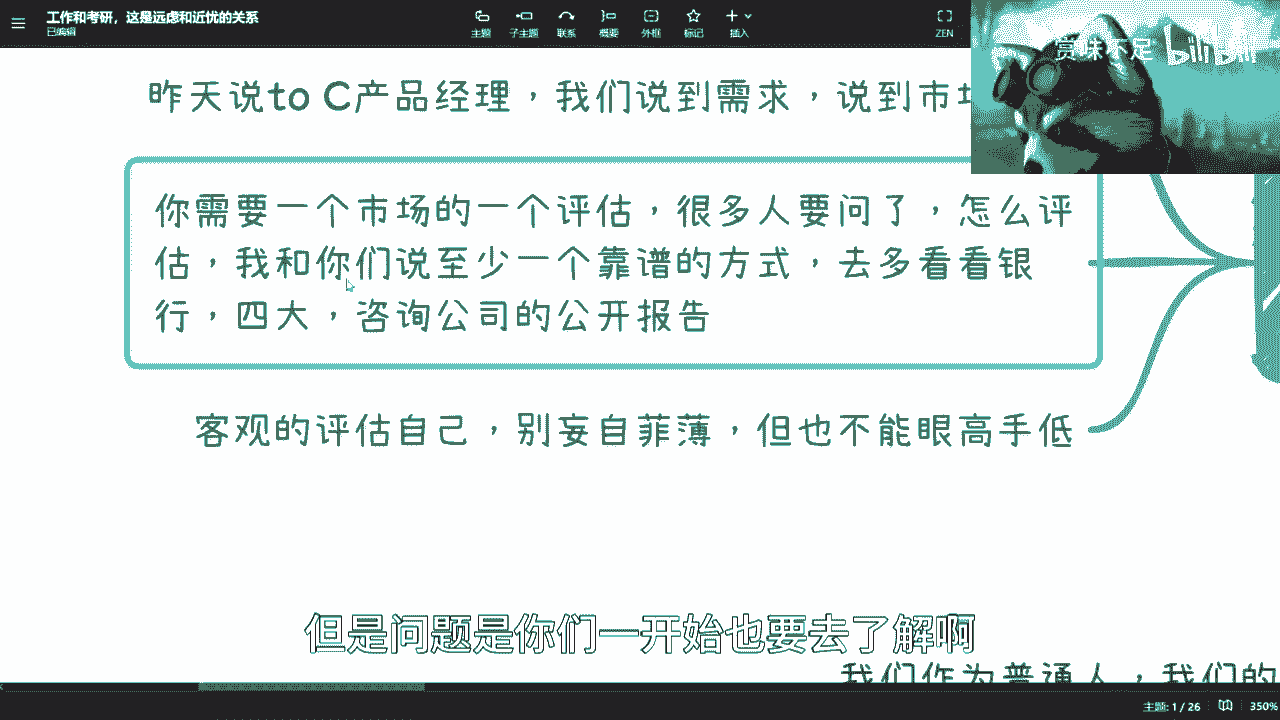 工作和考研，这是远虑和近忧的关系
已编辑
主题
子主题
联系
概要
外框
标记
插入
ZEN
赏味不足 bilibili
昨天说to C产品经理，我们说到需求，说到市场
你需要一个市场的一个评估，很多人要问了，怎么评
估，我和你们说至少一个靠谱的方式，去多看看银
行，四大，咨询公司的公开报告
客观的评估自己，别妄自菲薄，但也不能眼高手低
但是问题是你们一开始也要去了解啊
我们作为普通人，我们的
主题: 1 / 26
350%